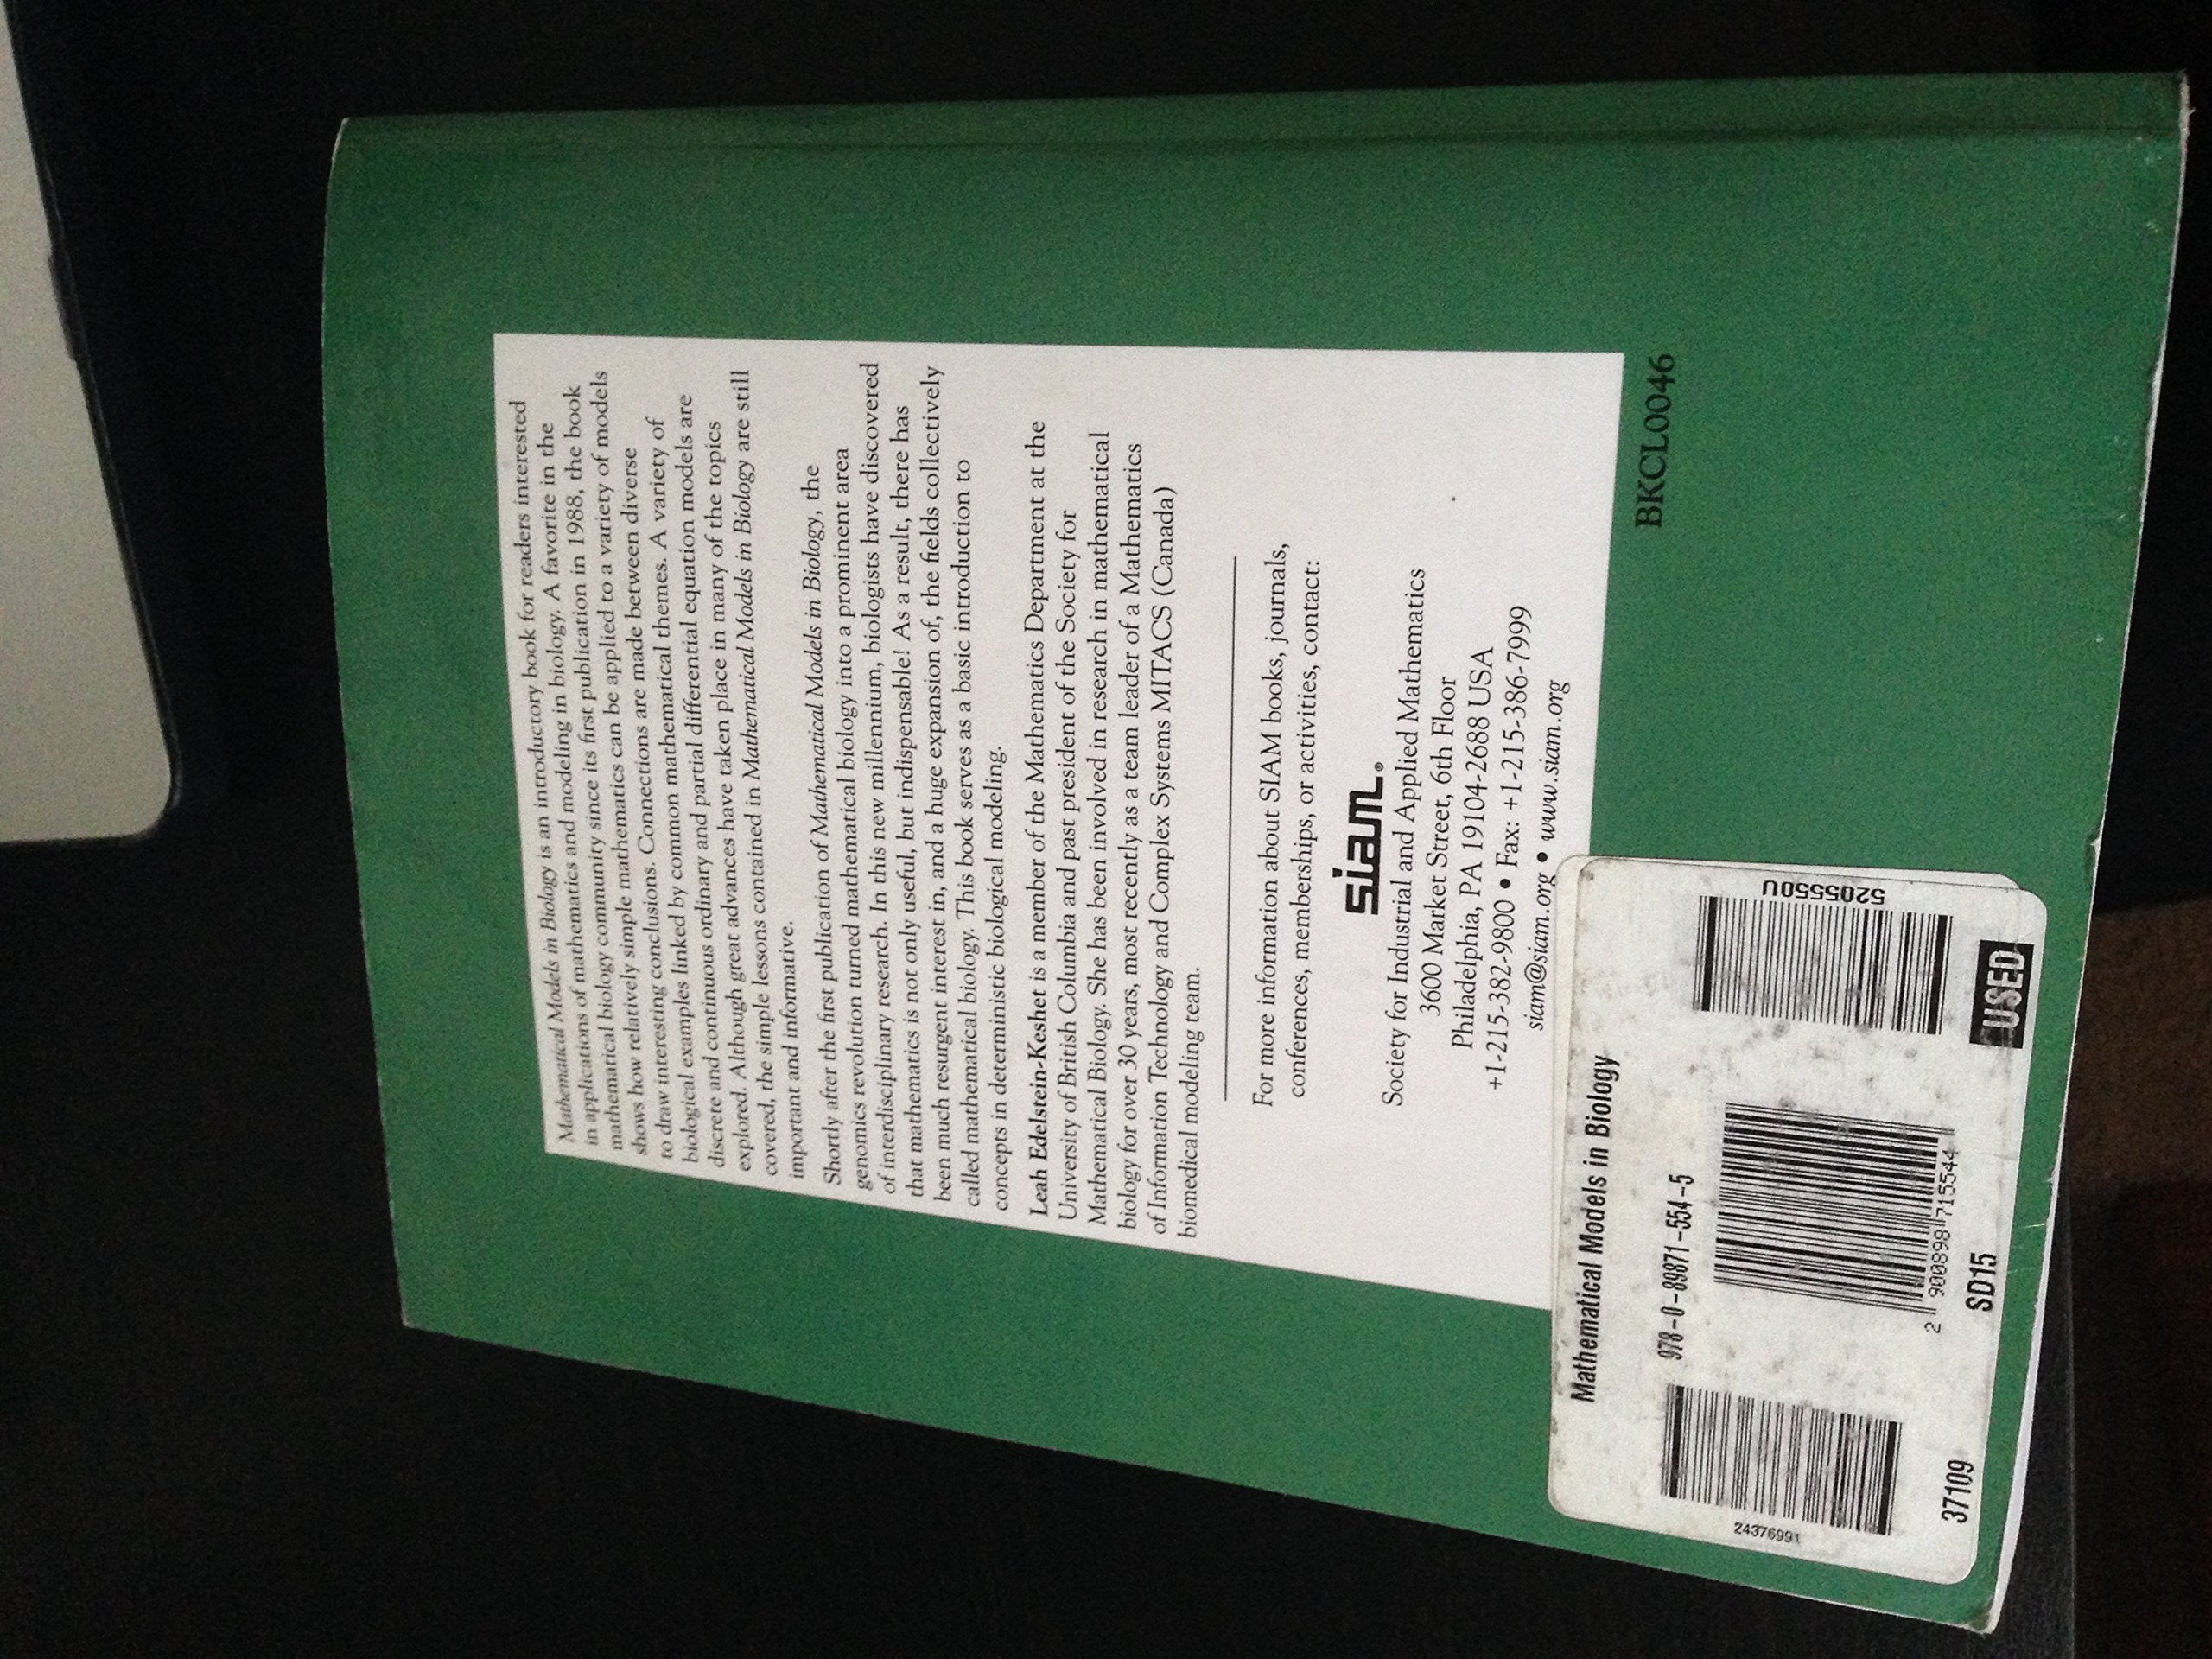 Mathematical Models in Biology is an introductory book for readers interested
in applications of mathematics and modeling in biology. A favorite in the
mathematical biology community since its first publication in 1988, the book
shows how relatively simple mathematics can be applied to a variety of models
to draw interesting conclusions. Connections are made between diverse
biological examples linked by common mathematical themes. A variety of
discrete and continuous ordinary and partial differential equation models are
explored. Although great advances have taken place in many of the topics
covered, the simple lessons contained in Mathematical Models in Biology are still
important and informative.
Shortly after the first publication of Mathematical Models in Biology, the
genomics revolution turned mathematical biology into a prominent area
of interdisciplinary research. In this new millennium, biologists have discovered
that mathematics is not only useful, but indispensable! As a result, there has
been much resurgent interest in, and a huge expansion of, the fields collectively
called mathematical biology. This book serves as a basic introduction to
concepts in deterministic biological modeling.
Leah Edelstein-Keshet is a member of the Mathematics Department at the
University of British Columbia and past president of the Society for
Mathematical Biology. She has been involved in research in mathematical
biology for over 30 years, most recently as a team leader of a Mathematics
of Information Technology and Complex Systems MITACS (Canada)
biomedical modeling team.
For more information about SIAM books, journals,
conferences, memberships, or activities, contact:
siam®
Society for Industrial and Applied Mathematics
3600 Market Street, 6th Floor
Philadelphia, PA 19104-2688 USA
+1-215-382-9800 • Fax: +1-215-386-7999
siam@siam.org • www.siam.org
BKCL0046
Mathematical Models in Biology
978-0-89871-554-5
24376991
2 900898 715544
5205550U
37109
SD15
USED